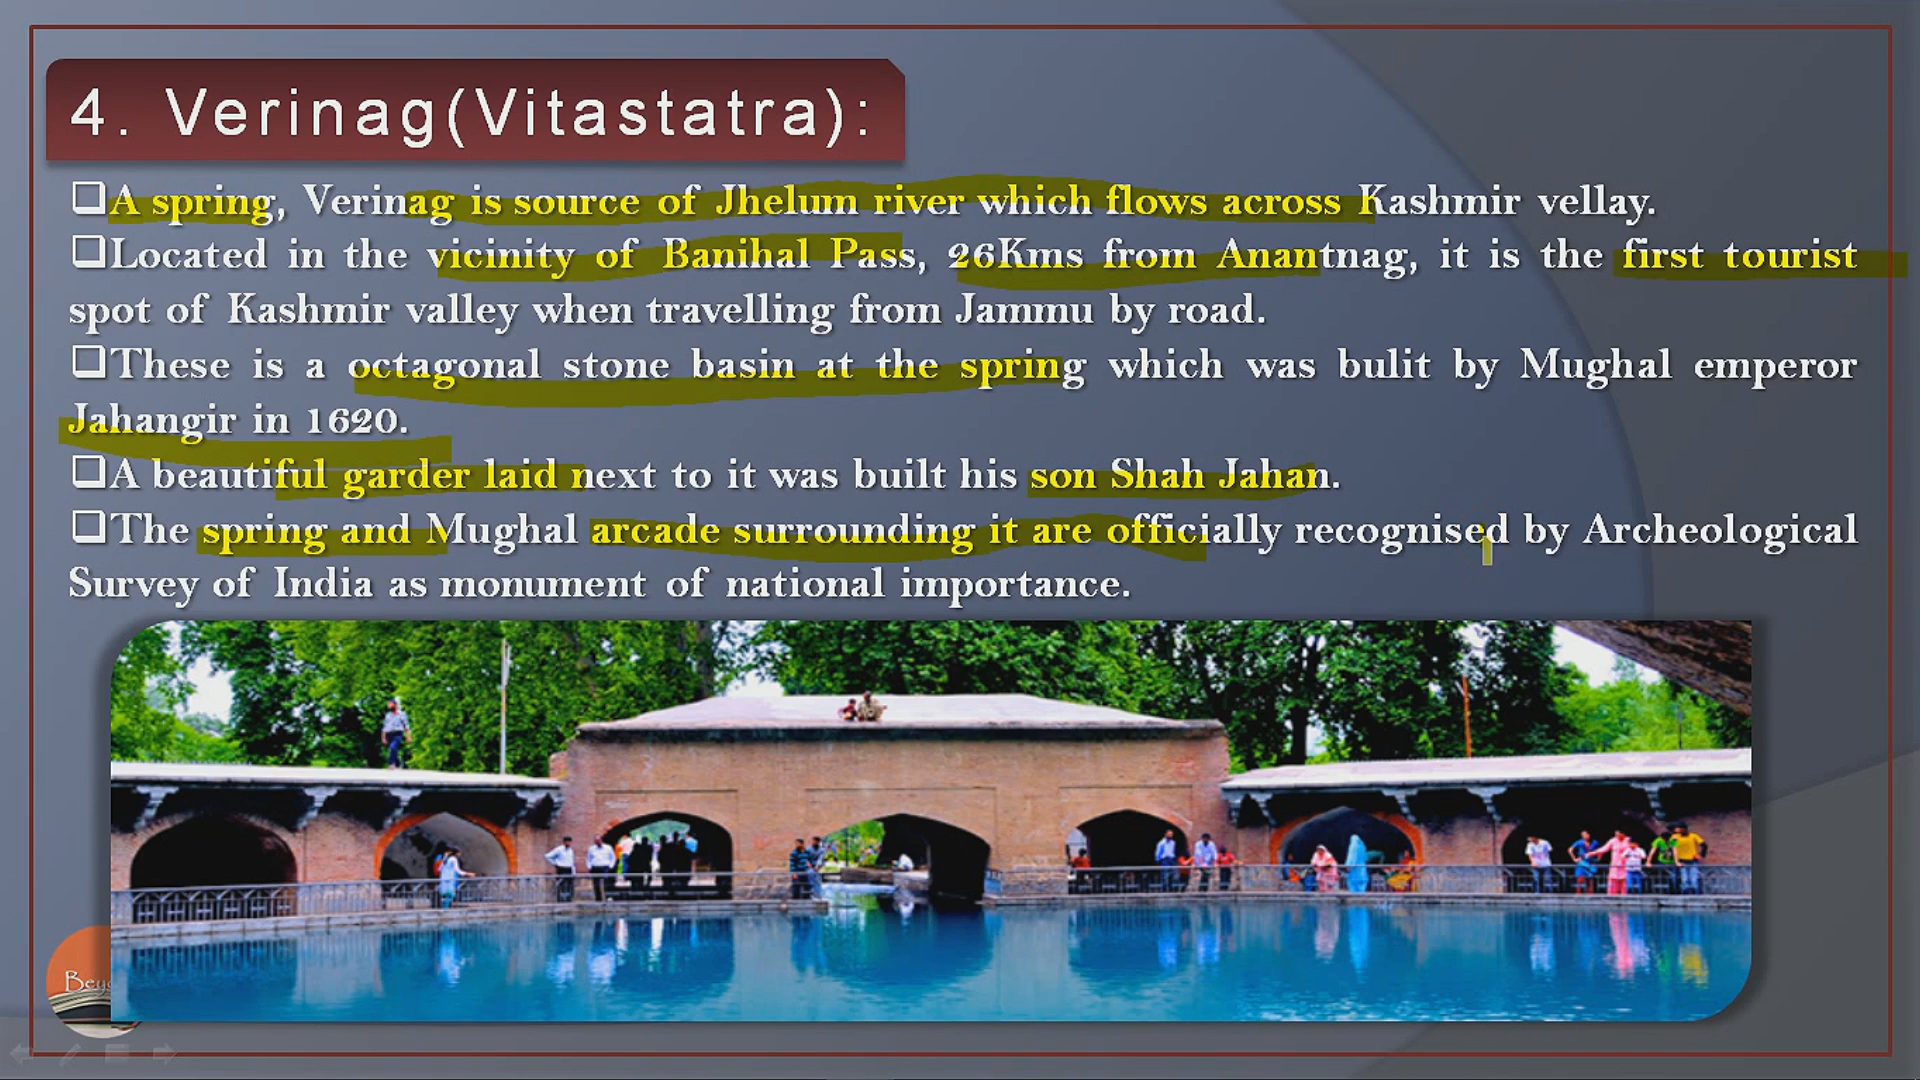 4. Verinag(Vitastatra):
❑A spring, Verinag is source of Jhelum river which flows across Kashmir vellay.
❑Located in the vicinity of Banihal Pass, 26Kms from Anantnag, it is the first tourist
spot of Kashmir valley when travelling from Jammu by road.
❑These is a octagonal stone basin at the spring which was bulit by Mughal emperor
Jahangir in 1620.
❑A beautiful garder laid next to it was built his son Shah Jahan.
❑The spring and Mughal arcade surrounding it are officially recognised by Archeological
Survey of India as monument of national importance.